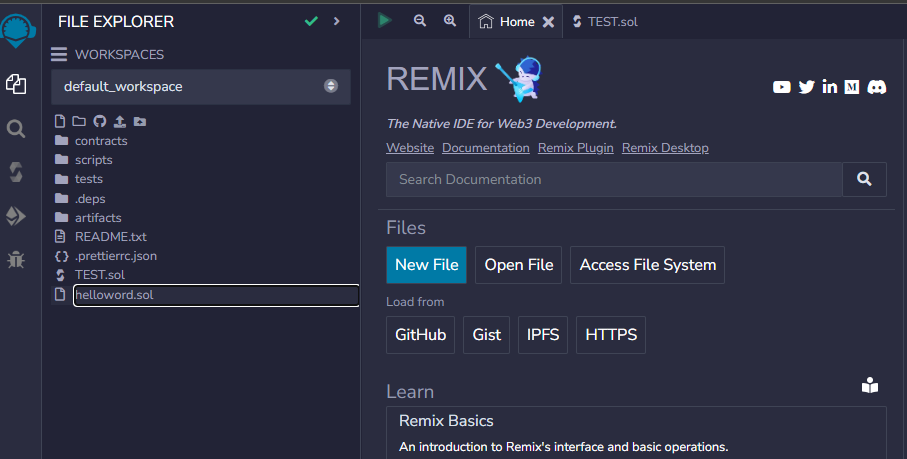 FILE EXPLORER
WORKSPACES
default_workspace
contracts
scripts
tests
.deps
artifacts
README.txt
.prettierrc.json
TEST.sol
helloword.sol
Home
TEST.sol
REMIX
The Native IDE for Web3 Development.
Website Documentation Remix Plugin Remix Desktop
Search Documentation
Files
New File Open File Access File System
Load from
GitHub Gist IPFS HTTPS
Learn
Remix Basics
An introduction to Remix's interface and basic operations.